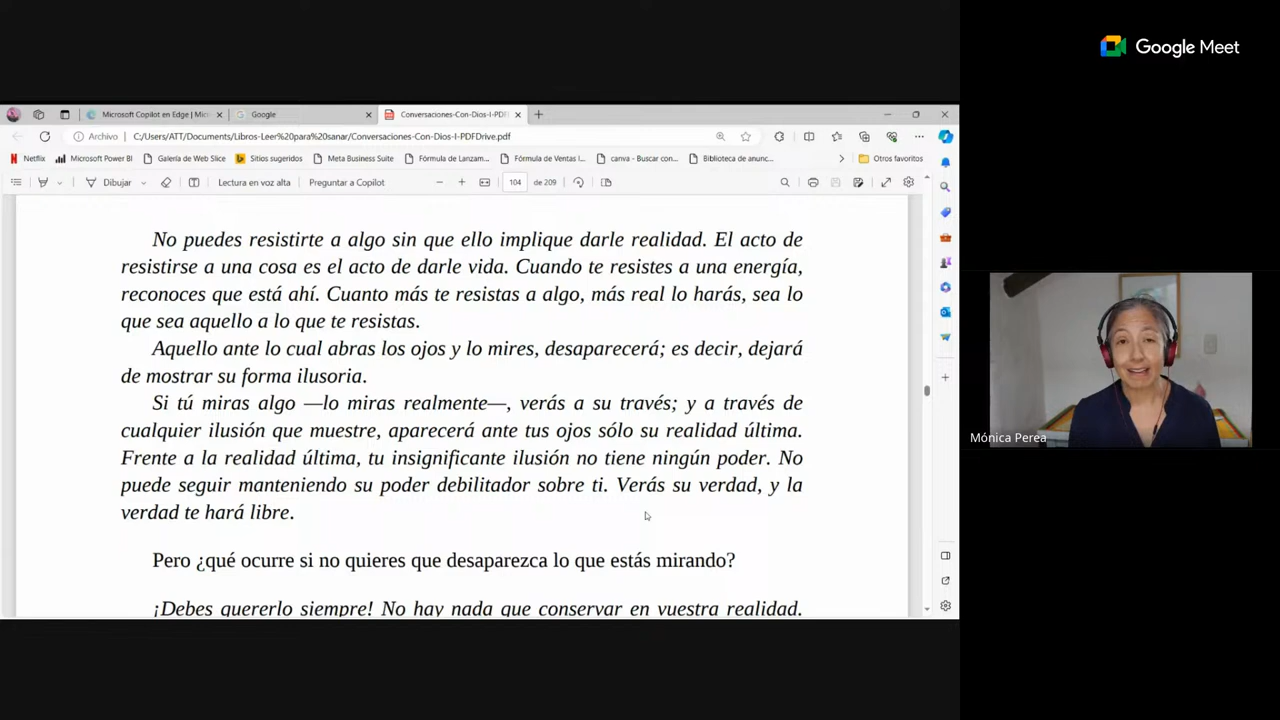 Google Meet
Microsoft Copilot en Edge | Micr
Google
Conversaciones-Con-Dios-I-PDFD
Archivo
C:/Users/ATT/Documents/Libros-Leer%20para%20sanar/Conversaciones-Con-Dios-I-PDFDrive.pdf
Netflix
Microsoft Power BI
Galería de Web Slice
Sitios sugeridos
Meta Business Suite
Fórmula de Lanzam...
Fórmula de Ventas I...
canva - Buscar con...
Biblioteca de anunc...
Otros favoritos
Dibujar
Lectura en voz alta
Preguntar a Copilot
104
de 209
No puedes resistirte a algo sin que ello implique darle realidad. El acto de
resistirse a una cosa es el acto de darle vida. Cuando te resistes a una energía,
reconoces que está ahí. Cuanto más te resistas a algo, más real lo harás, sea lo
que sea aquello a lo que te resistas.
Aquello ante lo cual abras los ojos y lo mires, desaparecerá; es decir, dejará
de mostrar su forma ilusoria.
Si tú miras algo —lo miras realmente—, verás a su través; y a través de
cualquier ilusión que muestre, aparecerá ante tus ojos sólo su realidad última.
Frente a la realidad última, tu insignificante ilusión no tiene ningún poder. No
puede seguir manteniendo su poder debilitador sobre ti. Verás su verdad, y la
verdad te hará libre.
Pero ¿qué ocurre si no quieres que desaparezca lo que estás mirando?
¡Debes quererlo siempre! No hay nada que conservar en vuestra realidad.
Mónica Perea